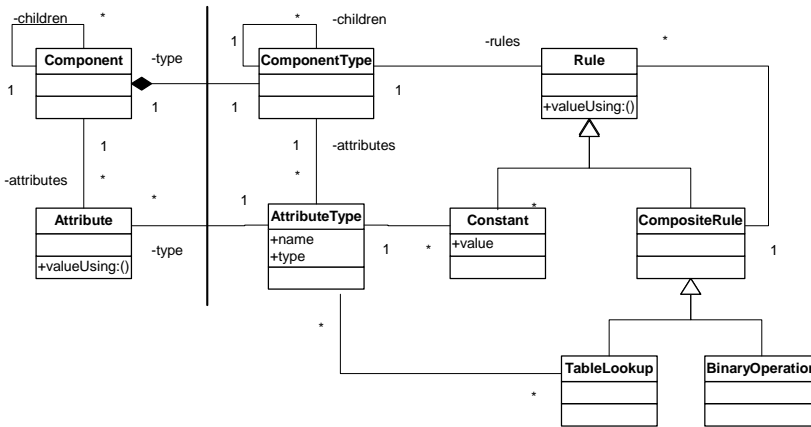 -children
*
*
-children
Component
-type
ComponentType
-rules
Rule
*
1
1
1
1
1
1
+valueUsing:()
1
1
-attributes
-attributes
*
*
*
1
*
Attribute
AttributeType
Constant
CompositeRule
+name
+type
+value
-type
1
*
1
+valueUsing:()
*
TableLookup
BinaryOperation
*